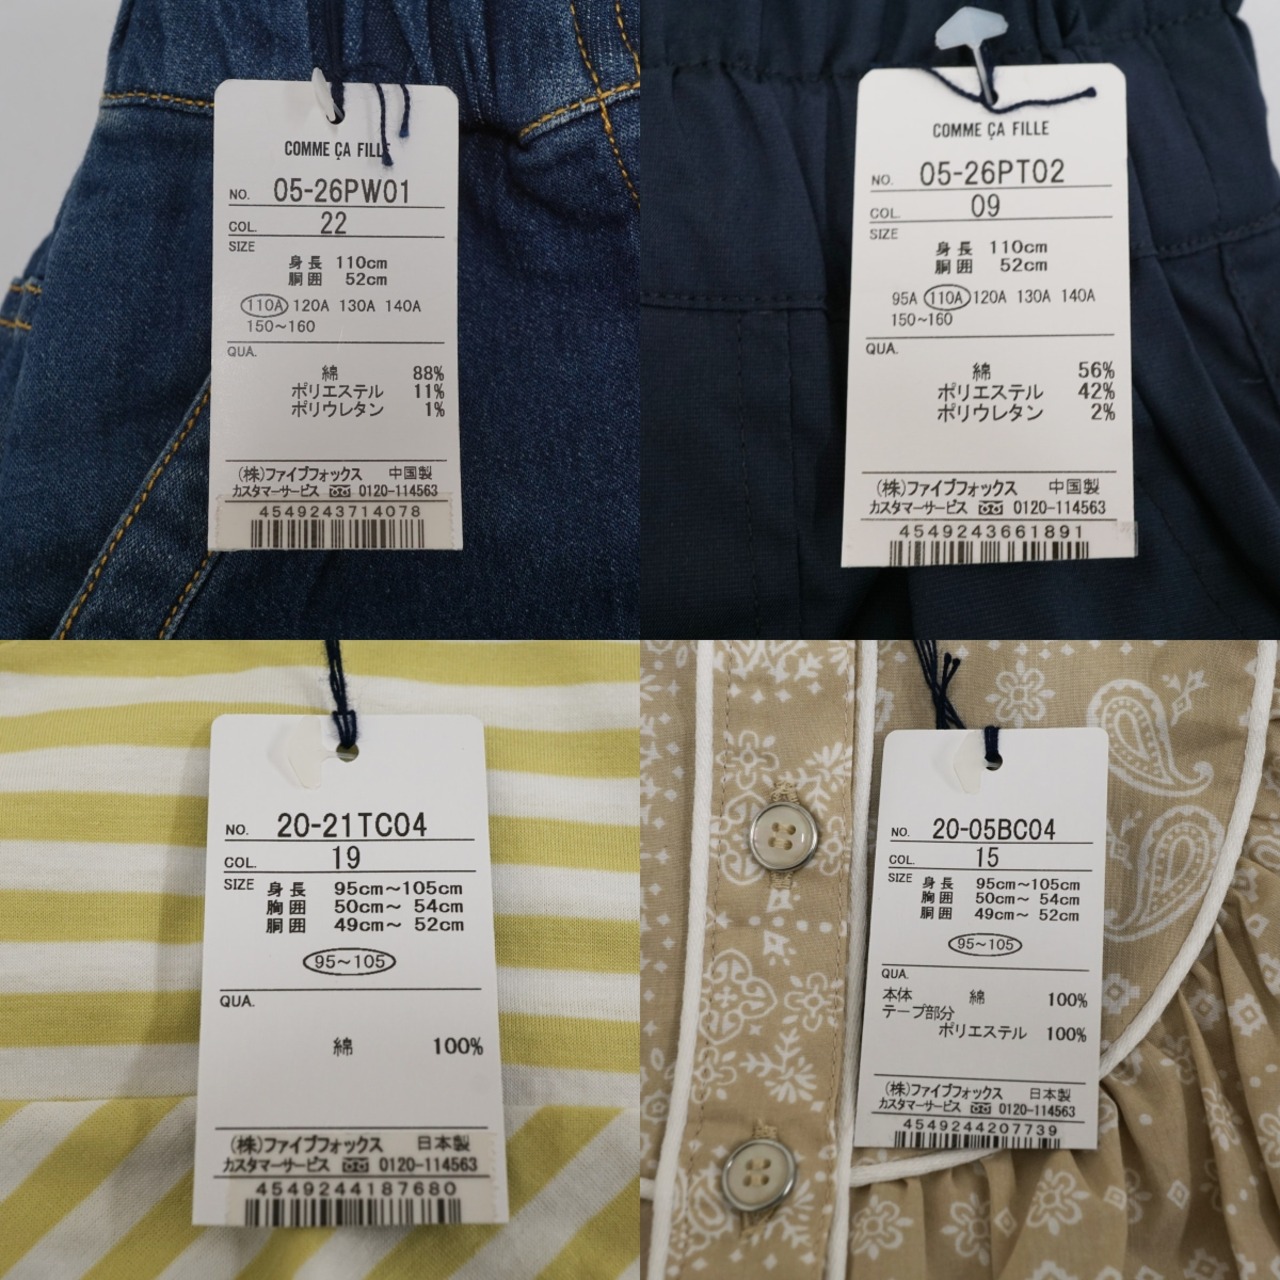 COMME ÇA FILLE
NO. 05-26PW01
COL. 22
SIZE
身長 110cm
胴囲 52cm
110A 120A 130A 140A
150~160
QUA.
綿 88%
ポリエステル 11%
ポリウレタン 1%
(株)ファイブフォックス 中国製
カスタマーサービス 0120-114563
4549243714078
COMME ÇA FILLE
NO. 05-26PT02
COL. 09
SIZE
身長 110cm
胴囲 52cm
95A 110A 120A 130A 140A
150~160
QUA.
綿 56%
ポリエステル 42%
ポリウレタン 2%
(株)ファイブフォックス 中国製
カスタマーサービス 0120-114563
4549243661891
NO. 20-21TC04
COL. 19
SIZE 身長 95cm~105cm
胸囲 50cm~ 54cm
胴囲 49cm~ 52cm
95~105
QUA.
綿 100%
(株)ファイブフォックス 日本製
カスタマーサービス 0120-114563
4549244187680
NO. 20-05BC04
COL. 15
SIZE 身長 95cm~105cm
胸囲 50cm~ 54cm
胴囲 49cm~ 52cm
95~105
QUA.
本体 綿 100%
テープ部分
ポリエステル 100%
(株)ファイブフォックス 日本製
カスタマーサービス 0120-114563
4549244207739